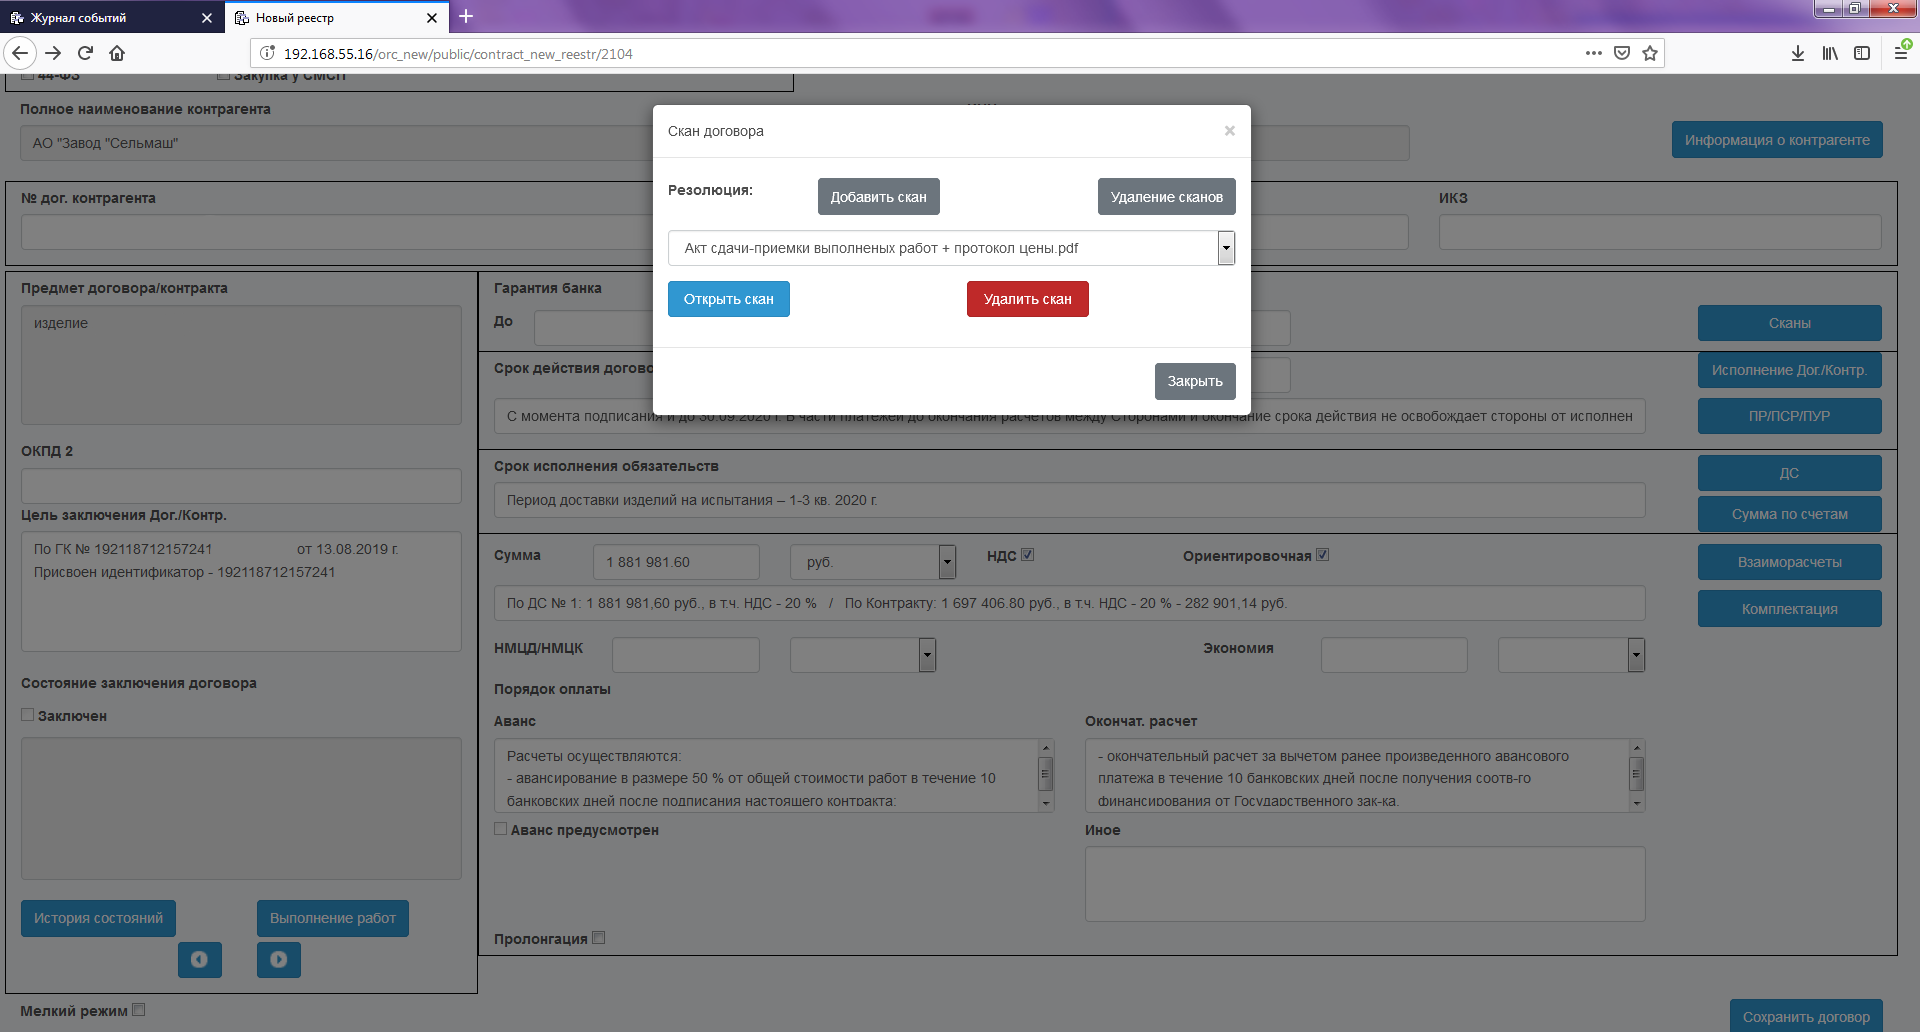 Журнал событий
Новый реестр
192.168.55.16/orc_new/public/contract_new_reestr/2104
44-ФЗ
Закупка у СМСП
Полное наименование контрагента
АО "Завод "Сельмаш"
Информация о контрагенте
Скан договора
Резолюция:
Добавить скан
Удаление сканов
Акт сдачи-приемки выполненых работ + протокол цены.pdf
Открыть скан
Удалить скан
Закрыть
№ дог. контрагента
ИКЗ
Предмет договора/контракта
изделие
ОКПД 2
Цель заключения Дог./Контр.
По ГК № 192118712157241 от 13.08.2019 г.
Присвоен идентификатор - 192118712157241
Состояние заключения договора
Заключен
История состояний
Выполнение работ
Мелкий режим
Гарантия банка
До
Сканы
Срок действия догово
Исполнение Дог./Контр.
С момента подписания и до 30.09.2020 г. В части платежей до окончания расчетов между Сторонами и окончание срока действия не освобождает стороны от исполнен
ПР/ПСР/ПУР
Срок исполнения обязательств
Период доставки изделий на испытания – 1-3 кв. 2020 г.
ДС
Сумма по счетам
Сумма
1 881 981.60
руб.
НДС
Ориентировочная
Взаиморасчеты
По ДС № 1: 1 881 981,60 руб., в т.ч. НДС - 20 % / По Контракту: 1 697 406.80 руб., в т.ч. НДС - 20 % - 282 901,14 руб.
Комплектация
НМЦД/НМЦК
Экономия
Порядок оплаты
Аванс
Расчеты осуществляются:
- авансирование в размере 50 % от общей стоимости работ в течение 10
банковских дней после подписания настоящего контракта;
Аванс предусмотрен
Окончат. расчет
- окончательный расчет за вычетом ранее произведенного авансового
платежа в течение 10 банковских дней после получения соотв-го
финансирования от Государственного зак-ка.
Иное
Пролонгация
Сохранить договор